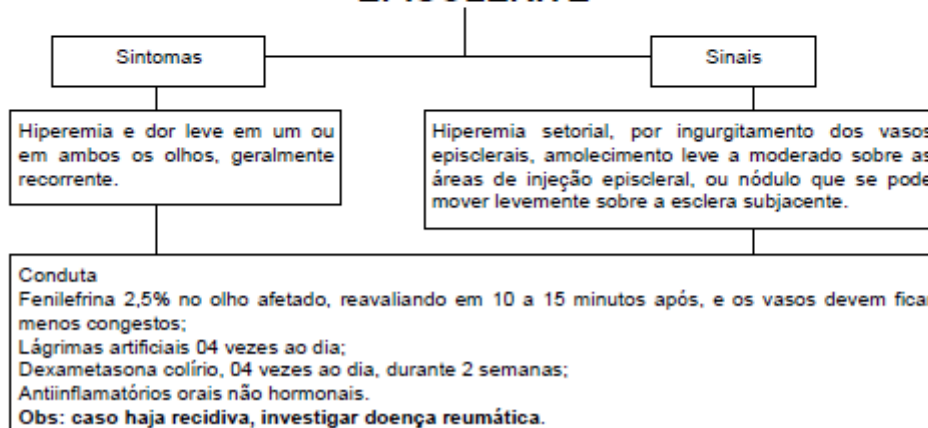 Sintomas
Sinais
Hiperemia e dor leve em um ou
em ambos os olhos, geralmente
recorrente.
Hiperemia setorial, por ingurgitamento dos vasos
episclerais, amolecimento leve a moderado sobre as
áreas de injeção episcleral, ou nódulo que se pode
mover levemente sobre a esclera subjacente.
Conduta
Fenilefrina 2,5% no olho afetado, reavaliando em 10 a 15 minutos após, e os vasos devem ficar
menos congestos;
Lágrimas artificiais 04 vezes ao dia;
Dexametasona colírio, 04 vezes ao dia, durante 2 semanas;
Antiinflamatórios orais não hormonais.
Obs: caso haja recidiva, investigar doença reumática.